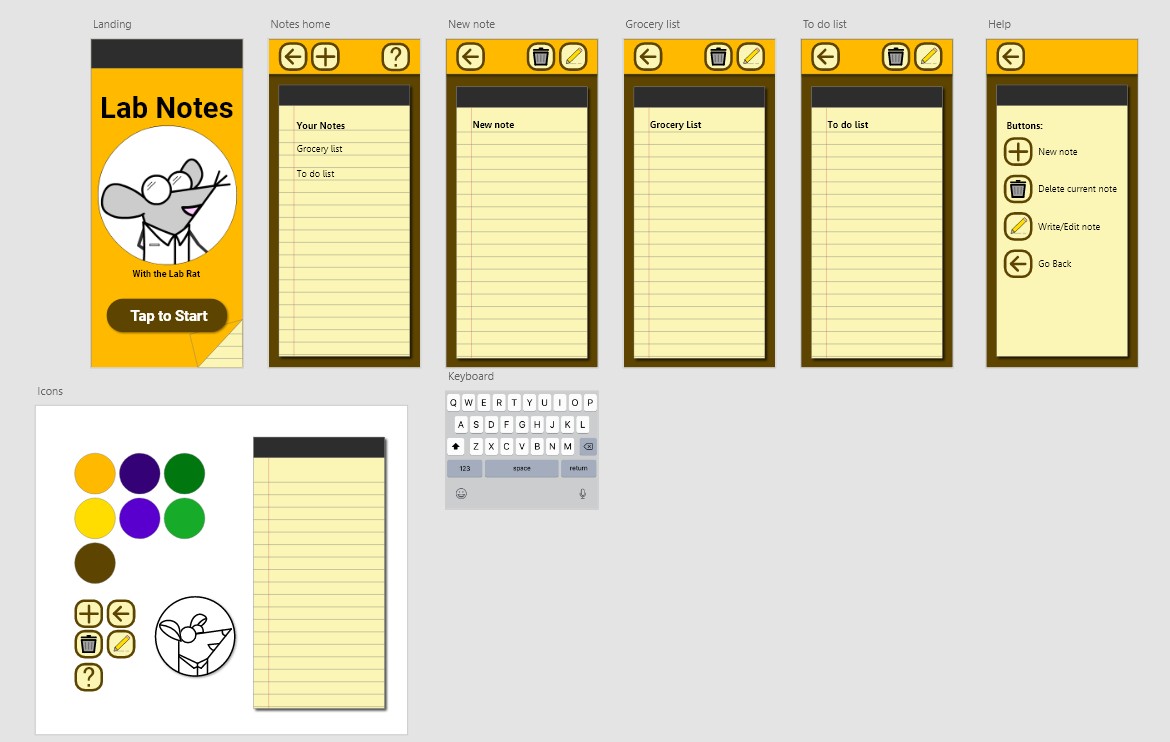 Landing
Notes home
New note
Grocery list
To do list
Help
Lab Notes
With the Lab Rat
Tap to Start
?
Your Notes
Grocery list
To do list
New note
Grocery List
To do list
Buttons:
New note
Delete current note
Write/Edit note
Go Back
Icons
?
Keyboard
Q W E R T Y U I O P
A S D F G H J K L
Z X C V B N M
123 space return